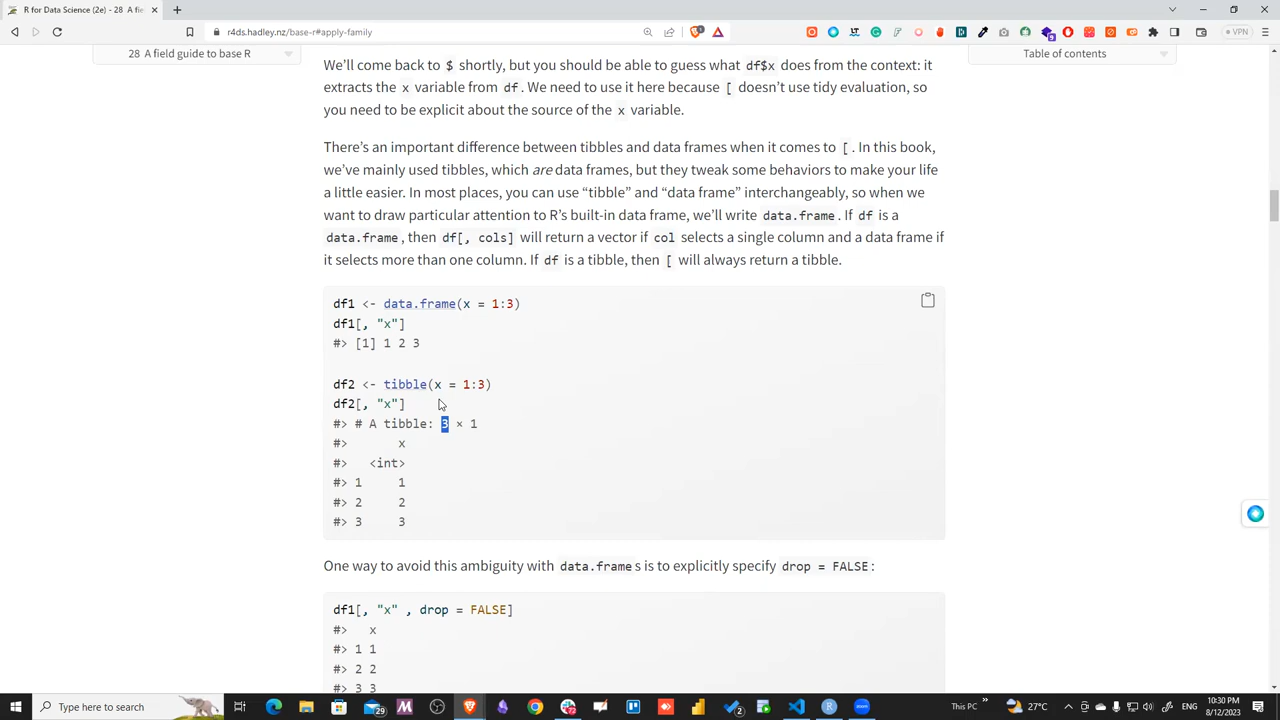 R for Data Science (2e) - 28 A fi
r4ds.hadley.nz/base-r#apply-family
VPN
28 A field guide to base R
Table of contents
We'll come back to $ shortly, but you should be able to guess what df$x does from the context: it
extracts the x variable from df. We need to use it here because [ doesn't use tidy evaluation, so
you need to be explicit about the source of the x variable.
There's an important difference between tibbles and data frames when it comes to [. In this book,
we've mainly used tibbles, which are data frames, but they tweak some behaviors to make your life
a little easier. In most places, you can use “tibble” and “data frame” interchangeably, so when we
want to draw particular attention to R's built-in data frame, we'll write data.frame. If df is a
data.frame, then df[, cols] will return a vector if col selects a single column and a data frame if
it selects more than one column. If df is a tibble, then [ will always return a tibble.
df1 <- data.frame(x = 1:3)
df1[, "x"]
#> [1] 1 2 3
df2 <- tibble(x = 1:3)
df2[, "x"]
#> # A tibble: 3 × 1
#> x
#> <int>
#> 1 1
#> 2 2
#> 3 3
One way to avoid this ambiguity with data.frames is to explicitly specify drop = FALSE:
df1[, "x" , drop = FALSE]
#> x
#> 1 1
#> 2 2
#> 3 3
Type here to search
29
2
This PC
27°C
10:30 PM
8/12/2023